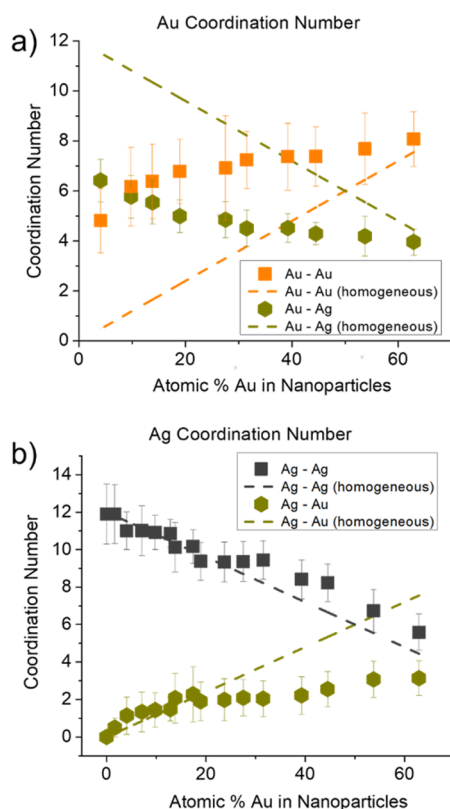 a)
Au Coordination Number
12
10
8
6
4
2
0
Coordination Number
Au - Au
Au - Au (homogeneous)
Au - Ag
Au - Ag (homogeneous)
0 20 40 60
Atomic % Au in Nanoparticles
b)
Ag Coordination Number
14
12
10
8
6
4
2
0
Coordination Number
Ag - Ag
Ag - Ag (homogeneous)
Ag - Au
Ag - Au (homogeneous)
0 20 40 60
Atomic % Au in Nanoparticles